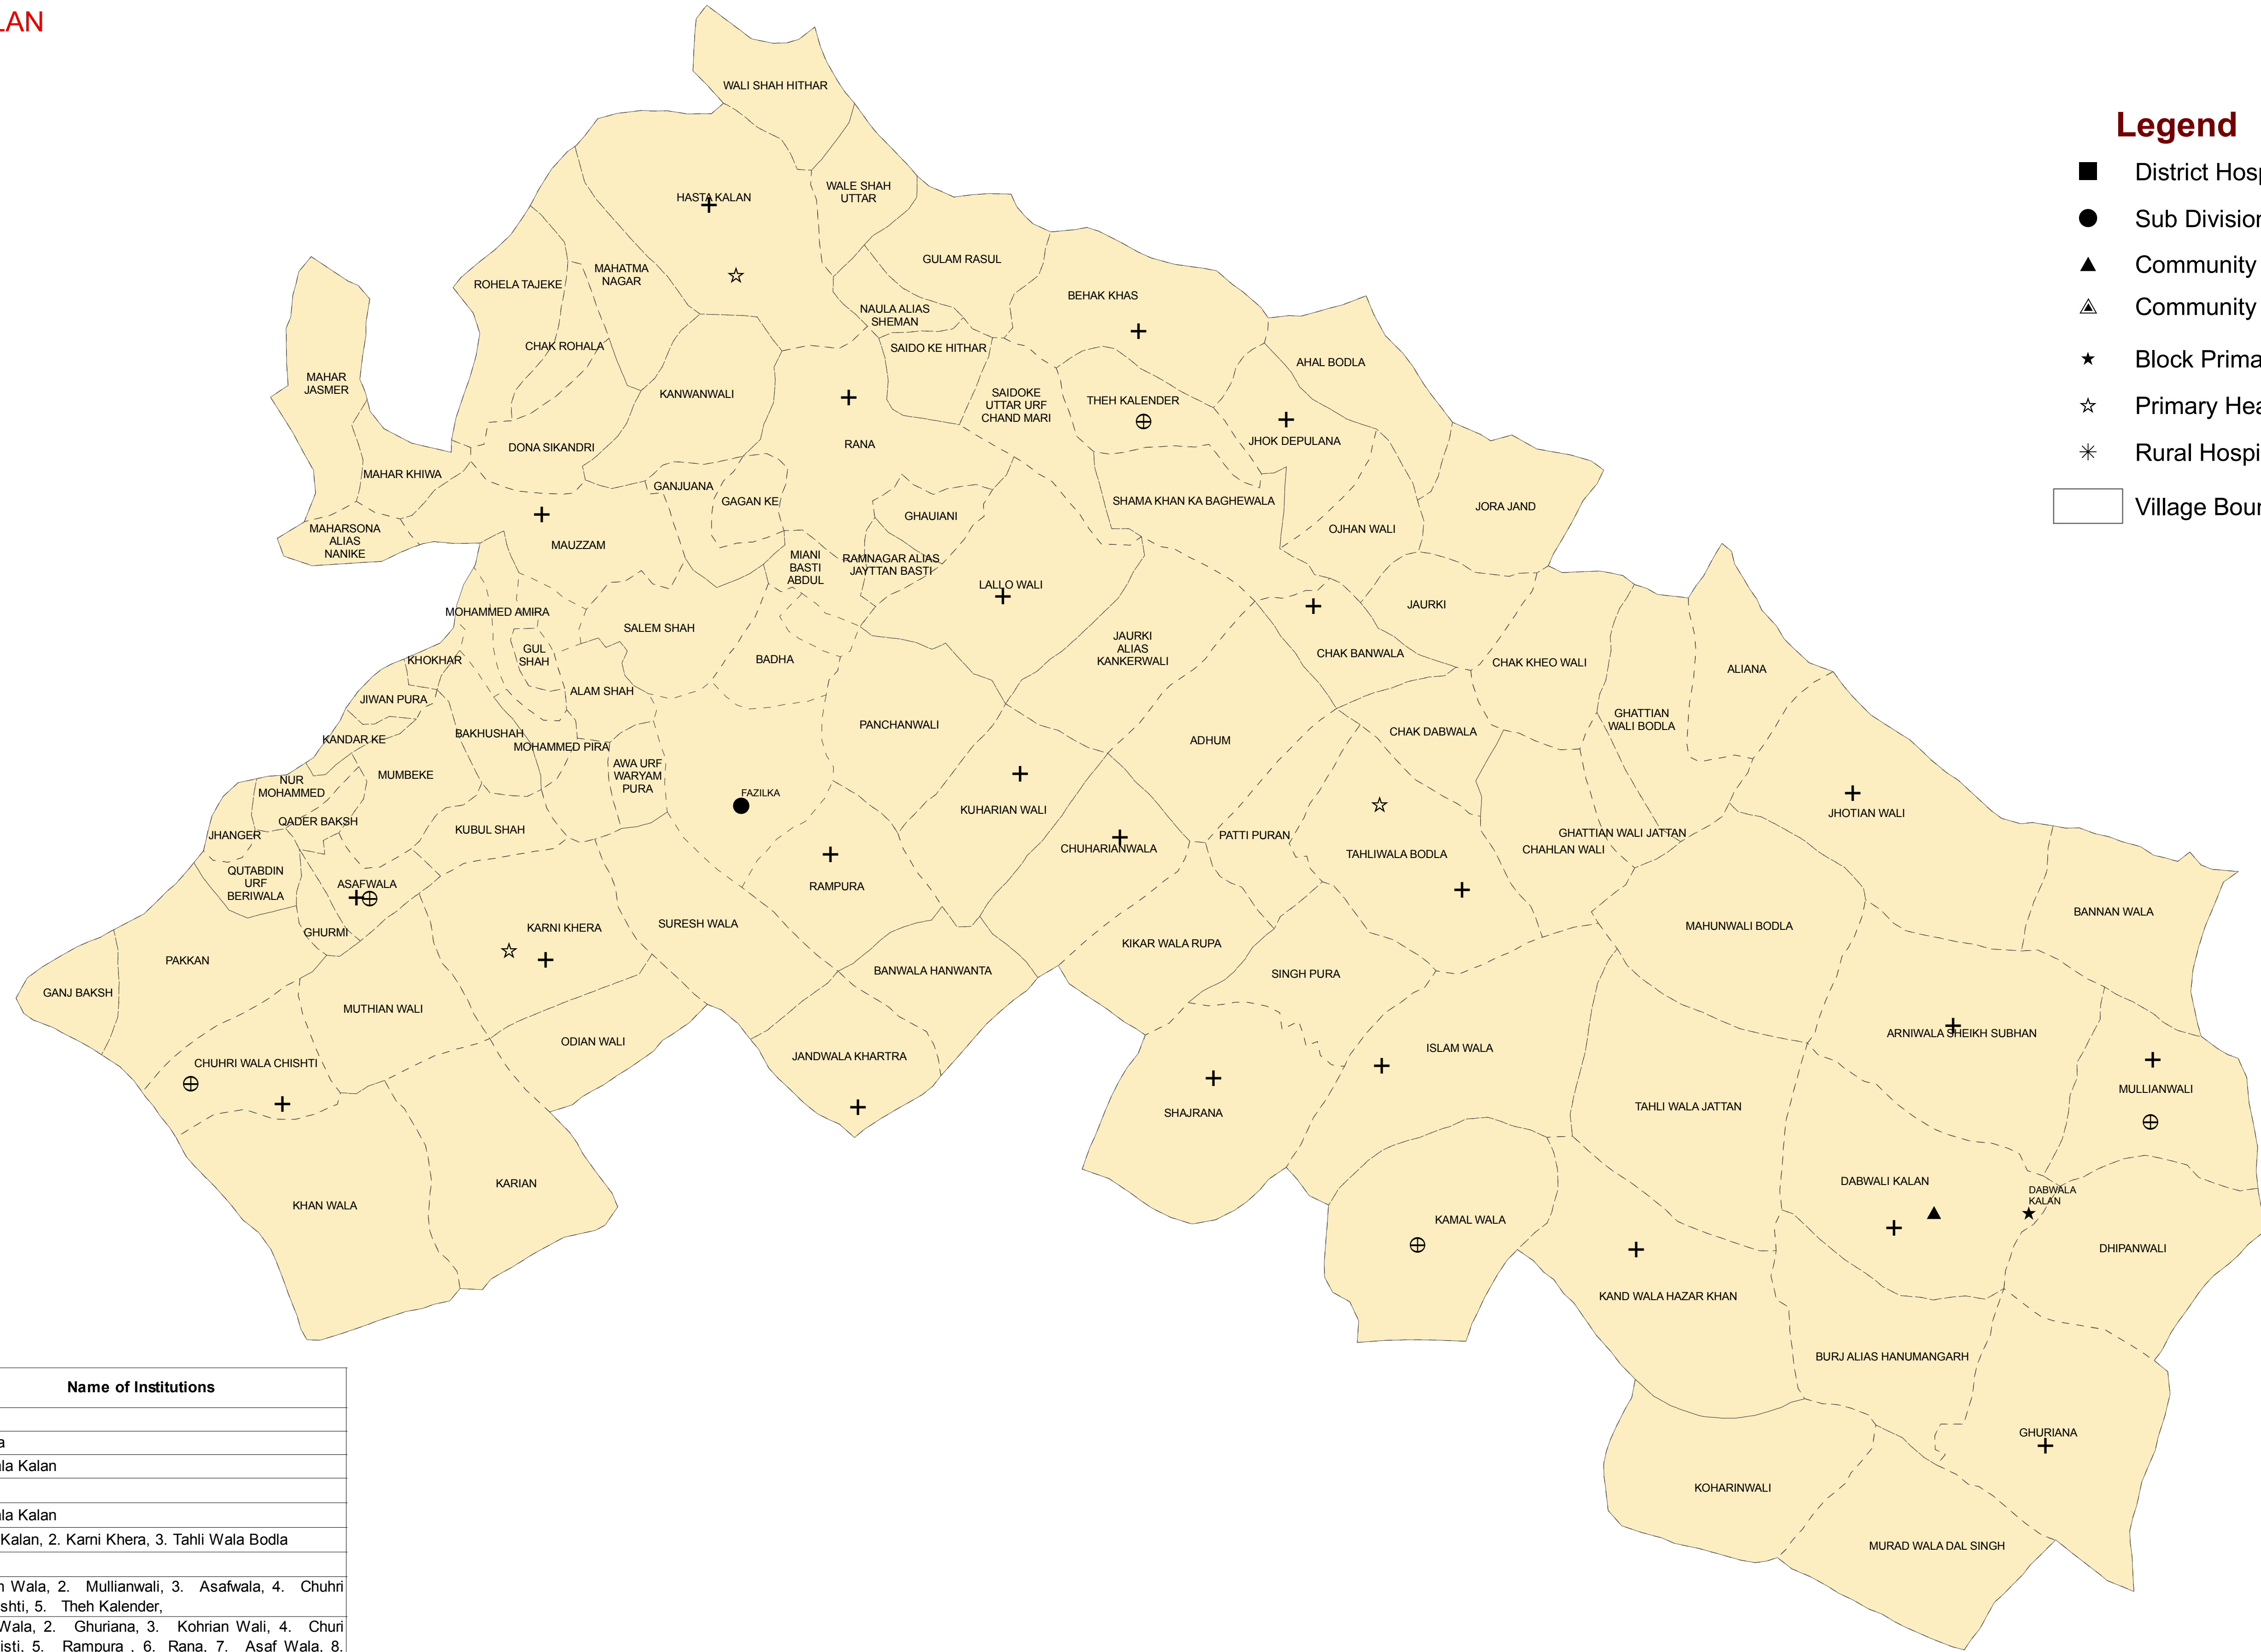 LAN
WALI SHAH HITHAR
HASTA KALAN
WALE SHAH
UTTAR
GULAM RASUL
MAHATMA
NAGAR
ROHELA TAJEKE
BEHAK KHAS
NAULA ALIAS
SHEMAN
CHAK ROHALA
SAIDO KE HITHAR
AHAL BODLA
MAHAR
JASMER
KANWANWALI
SAIDOKE
UTTAR URF
CHAND MARI
THEH KALENDER
RANA
JHOK DEPULANA
DONA SIKANDRI
MAHAR KHIWA
GANJUANA
GAGAN KE
SHAMA KHAN KA BAGHEWALA
JORA JAND
GHAUIANI
OJHAN WALI
MAHARSONA
ALIAS
NANIKE
MAUZZAM
MIANI
BASTI
ABDUL
RAMNAGAR ALIAS
JAYTTAN BASTI
LALLO WALI
JAURKI
MOHAMMED AMIRA
SALEM SHAH
JAURKI
ALIAS
KANKERWALI
GUL
SHAH
KHOKHAR
BADHA
CHAK BANWALA
CHAK KHEO WALI
ALIANA
ALAM SHAH
JIWAN PURA
PANCHANWALI
GHATTIAN
WALI BODLA
KANDAR KE
BAKHUSHAH
MOHAMMED PIRA
ADHUM
CHAK DABWALA
AWA URF
WARYAM
PURA
MUMBEKE
NUR
MOHAMMED
FAZILKA
KUHARIAN WALI
JHOTIAN WALI
QADER BAKSH
KUBUL SHAH
JHANGER
PATTI PURAN
GHATTIAN WALI JATTAN
CHUHARIANWALA
TAHLIWALA BODLA
CHAHLAN WALI
QUTABDIN
URF
BERIWALA
ASAFWALA
RAMPURA
BANNAN WALA
GHURMI
KARNI KHERA
SURESH WALA
MAHUNWALI BODLA
KIKAR WALA RUPA
PAKKAN
BANWALA HANWANTA
SINGH PURA
GANJ BAKSH
MUTHIAN WALI
ARNIWALA SHEIKH SUBHAN
ODIAN WALI
ISLAM WALA
CHUHRI WALA CHISHTI
JANDWALA KHARTRA
MULLIANWALI
SHAJRANA
TAHLI WALA JATTAN
KARIAN
DABWALI KALAN
DABWALA
KALAN
KHAN WALA
KAMAL WALA
DHIPANWALI
KAND WALA HAZAR KHAN
BURJ ALIAS HANUMANGARH
GHURIANA
KOHARINWALI
MURAD WALA DAL SINGH
Legend
District Hosp
Sub Division
Community
Community
Block Prima
Primary Hea
Rural Hospi
Village Boun
Name of Institutions
a
la Kalan
la Kalan
Kalan, 2. Karni Khera, 3. Tahli Wala Bodla
n Wala, 2. Mullianwali, 3. Asafwala, 4. Chuhri
shti, 5. Theh Kalender,
Wala, 2. Ghuriana, 3. Kohrian Wali, 4. Churi
isti, 5. Rampura , 6. Rana, 7. Asaf Wala, 8.